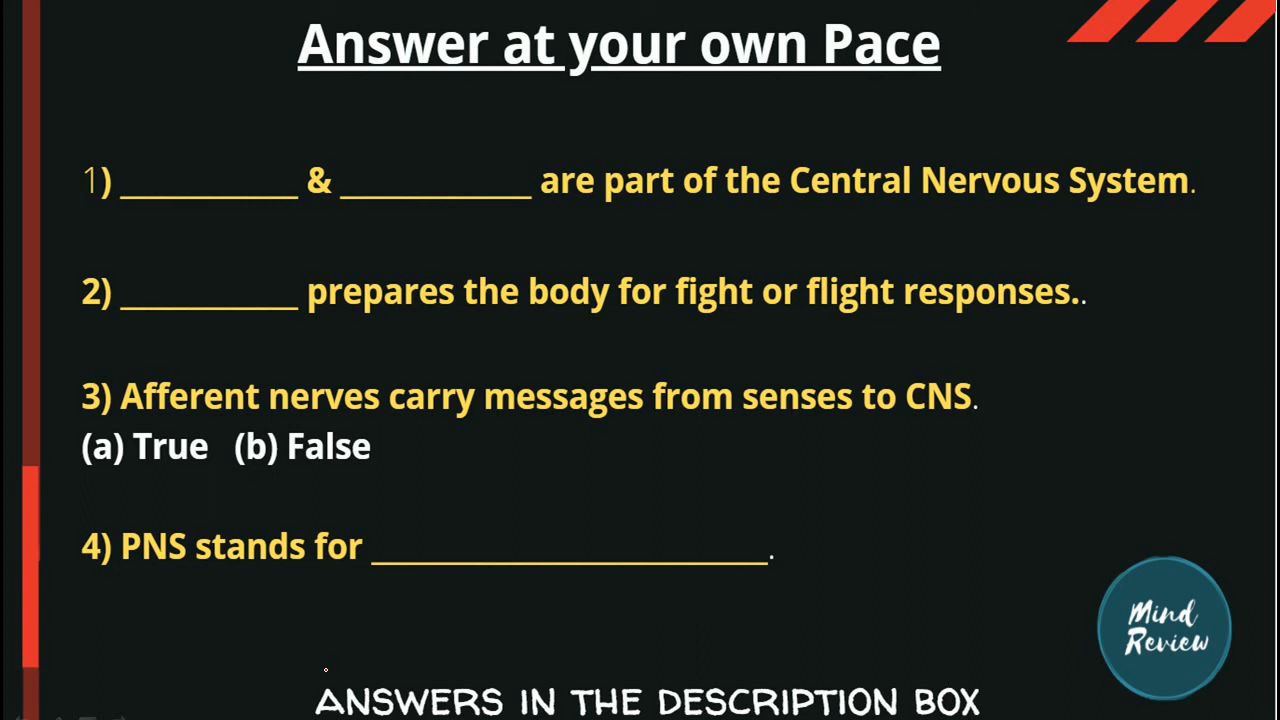 Answer at your own Pace
1) ___________ & ____________ are part of the Central Nervous System.
2) ___________ prepares the body for fight or flight responses..
3) Afferent nerves carry messages from senses to CNS.
(a) True (b) False
4) PNS stands for _________________________.
Mind
Review
ANSWERS IN THE DESCRIPTION BOX